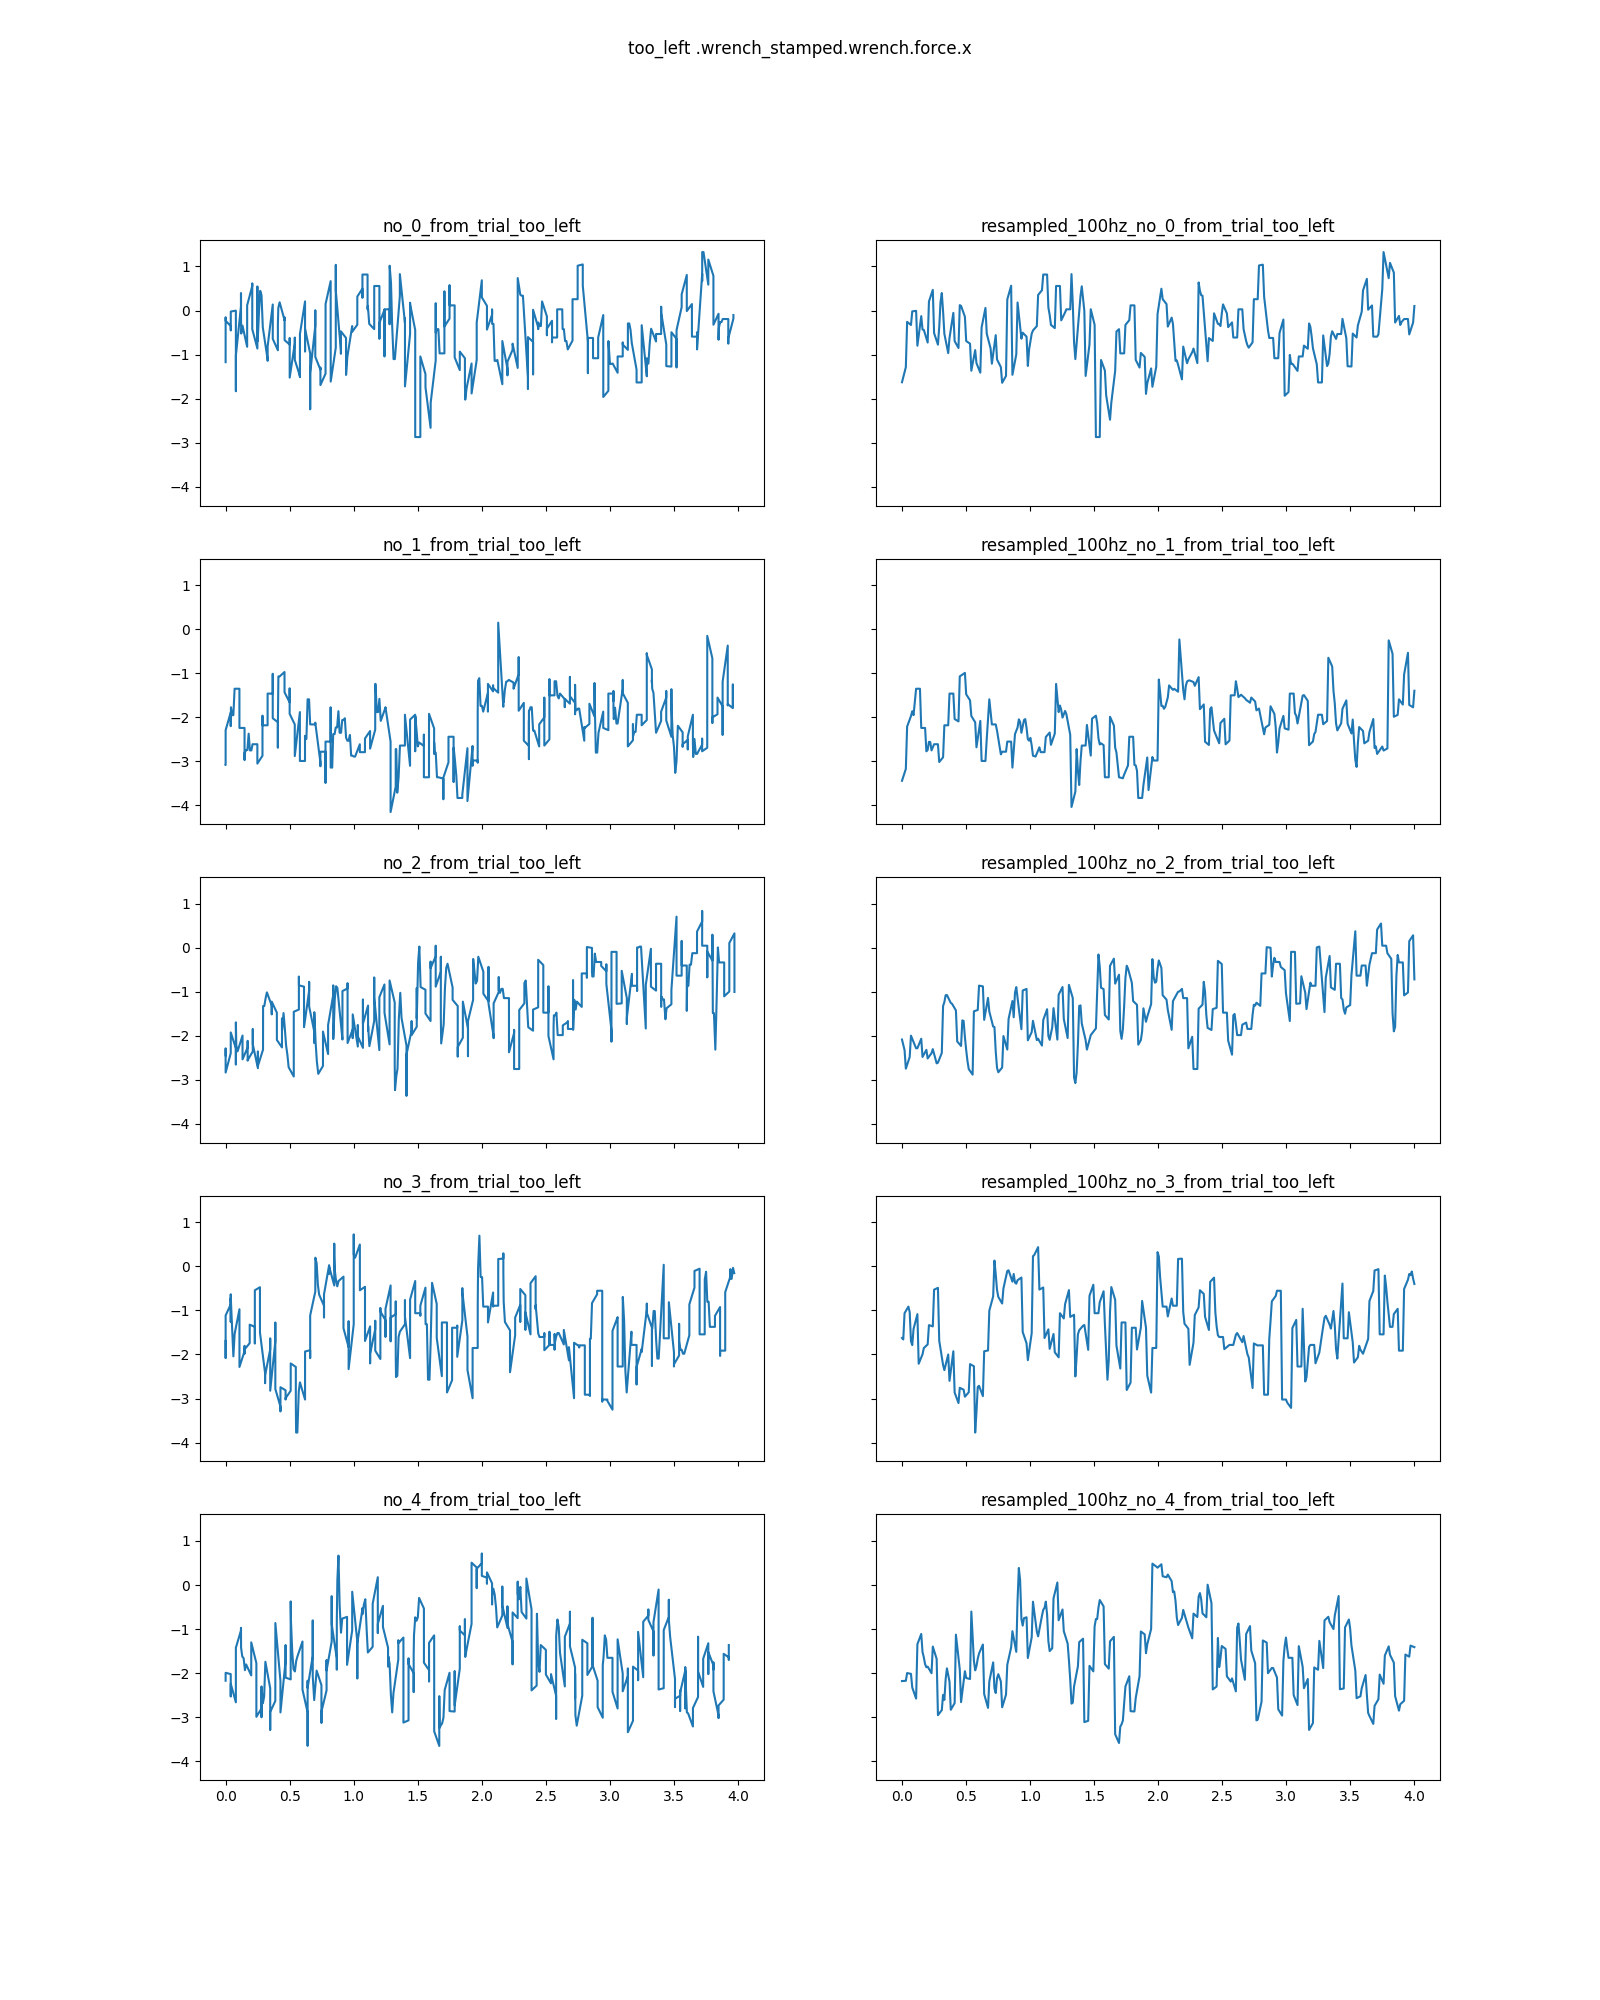 too_left .wrench_stamped.wrench.force.x
no_0_from_trial_too_left
resampled_100hz_no_0_from_trial_too_left
1
0
−1
−2
−3
−4
no_1_from_trial_too_left
resampled_100hz_no_1_from_trial_too_left
1
0
−1
−2
−3
−4
no_2_from_trial_too_left
resampled_100hz_no_2_from_trial_too_left
1
0
−1
−2
−3
−4
no_3_from_trial_too_left
resampled_100hz_no_3_from_trial_too_left
1
0
−1
−2
−3
−4
no_4_from_trial_too_left
resampled_100hz_no_4_from_trial_too_left
1
0
−1
−2
−3
−4
0.0 0.5 1.0 1.5 2.0 2.5 3.0 3.5 4.0
0.0 0.5 1.0 1.5 2.0 2.5 3.0 3.5 4.0